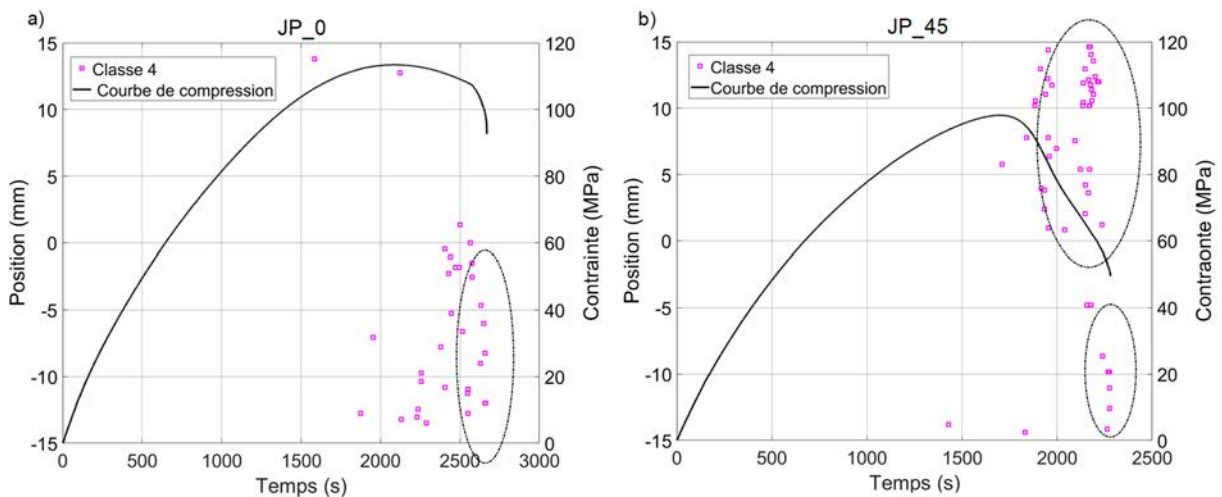 a)
JP_0
Classe 4
Courbe de compression
15
10
5
0
-5
-10
-15
Position (mm)
120
100
80
60
40
20
0
Contrainte (MPa)
0 500 1000 1500 2000 2500 3000
Temps (s)
b)
JP_45
Classe 4
Courbe de compression
15
10
5
0
-5
-10
-15
Position (mm)
120
100
80
60
40
20
0
Contraonte (MPa)
0 500 1000 1500 2000 2500
Temps (s)